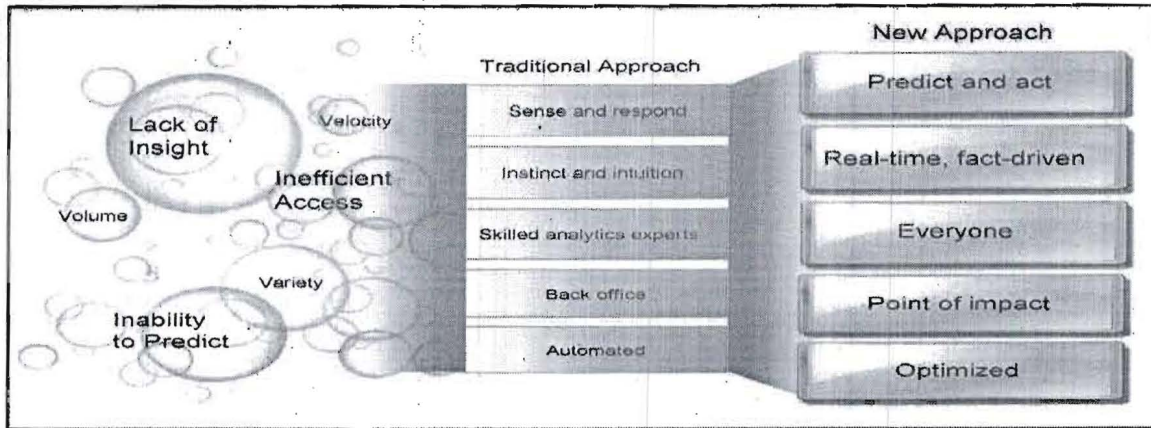 Lack of
Insight
Velocity
Inefficient
Access
Volume
Variety
Inability
to Predict
Traditional Approach
Sense and respond
Instinct and intuition
Skilled analytics experts
Back office
Automated
New Approach
Predict and act
Real-time, fact-driven
Everyone
Point of impact
Optimized